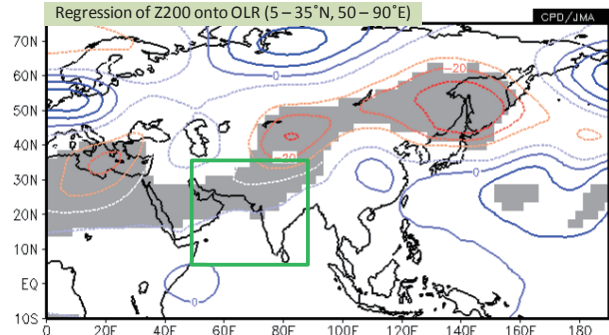 Regression of Z200 onto OLR (5 – 35˚N, 50 – 90˚E)
CPD/JMA
70N
60N
50N
40N
30N
20N
10N
EQ
10S
0
20E
40E
60E
80E
100E
120E
140E
160E
180
0
-20
0
-20
0
0